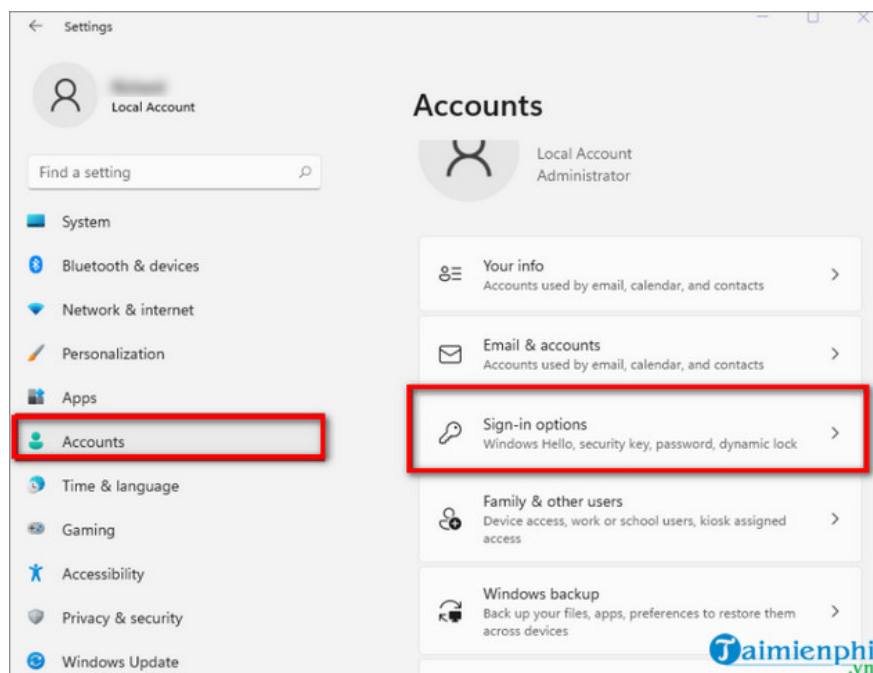 Settings
Local Account
Find a setting
System
Bluetooth & devices
Network & internet
Personalization
Apps
Accounts
Time & language
Gaming
Accessibility
Privacy & security
Windows Update
Accounts
Local Account
Administrator
Your info
Accounts used by email, calendar, and contacts
Email & accounts
Accounts used by email, calendar, and contacts
Sign-in options
Windows Hello, security key, password, dynamic lock
Family & other users
Device access, work or school users, kiosk assigned
access
Windows backup
Back up your files, apps, preferences to restore them
across devices
Taimienphi
.vn